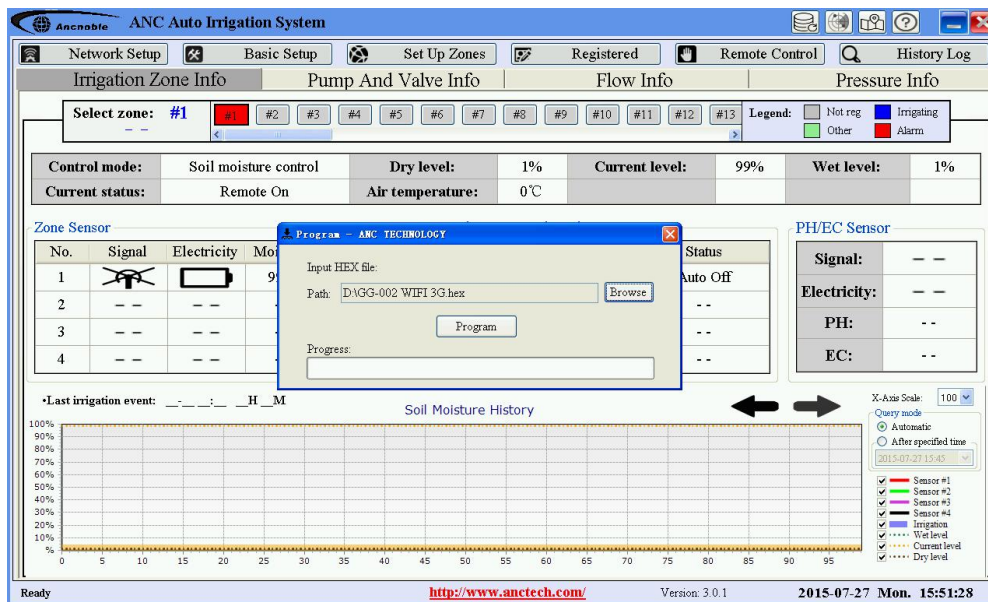 Ancnoble ANC Auto Irrigation System
Network Setup Basic Setup Set Up Zones Registered Remote Control History Log
Irrigation Zone Info Pump And Valve Info Flow Info Pressure Info
Select zone: #1 #1 #2 #3 #4 #5 #6 #7 #8 #9 #10 #11 #12 #13 Legend: Not reg Irrigating
-- Other Alarm
Control mode: Soil moisture control Dry level: 1% Current level: 99% Wet level: 1%
Current status: Remote On Air temperature: 0℃
Zone Sensor PH/EC Sensor
No. Signal Electricity Status
1 Auto Off
2 -- -- --
3 -- -- --
4 -- -- --
Signal: --
Electricity: --
PH: --
EC: --
Program - ANC TECHNOLOGY
Input HEX file:
Path: D:\GG-002 WIFI 3G.hex Browse
Program
Progress:
•Last irrigation event: __-__ __:__ __H __M
Soil Moisture History
X-Axis Scale: 100
Query mode
Automatic
After specified time
2015-07-27 15:45
100%
90%
80%
70%
60%
50%
40%
30%
20%
10%
%
0 5 10 15 20 25 30 35 40 45 50 55 60 65 70 75 80 85 90 95
Sensor #1
Sensor #2
Sensor #3
Sensor #4
Irrigation
Wet level
Current level
Dry level
Ready http://www.anctech.com/ Version: 3.0.1 2015-07-27 Mon. 15:51:28